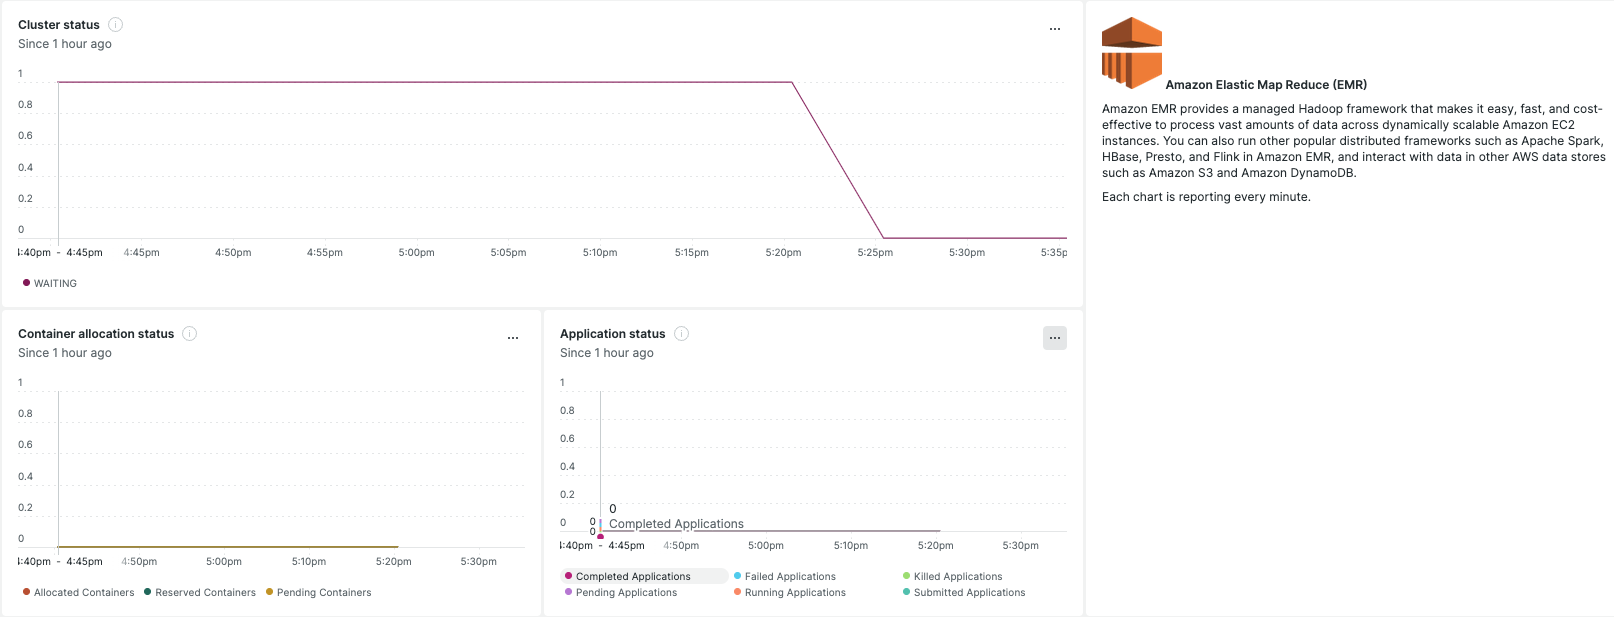 Cluster status
Since 1 hour ago
...
1
0.8
0.6
0.4
0.2
0
4:40pm - 4:45pm 4:45pm 4:50pm 4:55pm 5:00pm 5:05pm 5:10pm 5:15pm 5:20pm 5:25pm 5:30pm 5:35p
WAITING
Amazon Elastic Map Reduce (EMR)
Amazon EMR provides a managed Hadoop framework that makes it easy, fast, and cost-
effective to process vast amounts of data across dynamically scalable Amazon EC2
instances. You can also run other popular distributed frameworks such as Apache Spark,
HBase, Presto, and Flink in Amazon EMR, and interact with data in other AWS data stores
such as Amazon S3 and Amazon DynamoDB.
Each chart is reporting every minute.
Container allocation status
Since 1 hour ago
...
1
0.8
0.6
0.4
0.2
0
4:40pm - 4:45pm 4:50pm 5:00pm 5:10pm 5:20pm 5:30pm
Allocated Containers Reserved Containers Pending Containers
Application status
Since 1 hour ago
...
1
0.8
0.6
0.4
0.2
0
0
0 Completed Applications
0
4:40pm - 4:45pm 4:50pm 5:00pm 5:10pm 5:20pm 5:30pm
Completed Applications Failed Applications Killed Applications
Pending Applications Running Applications Submitted Applications